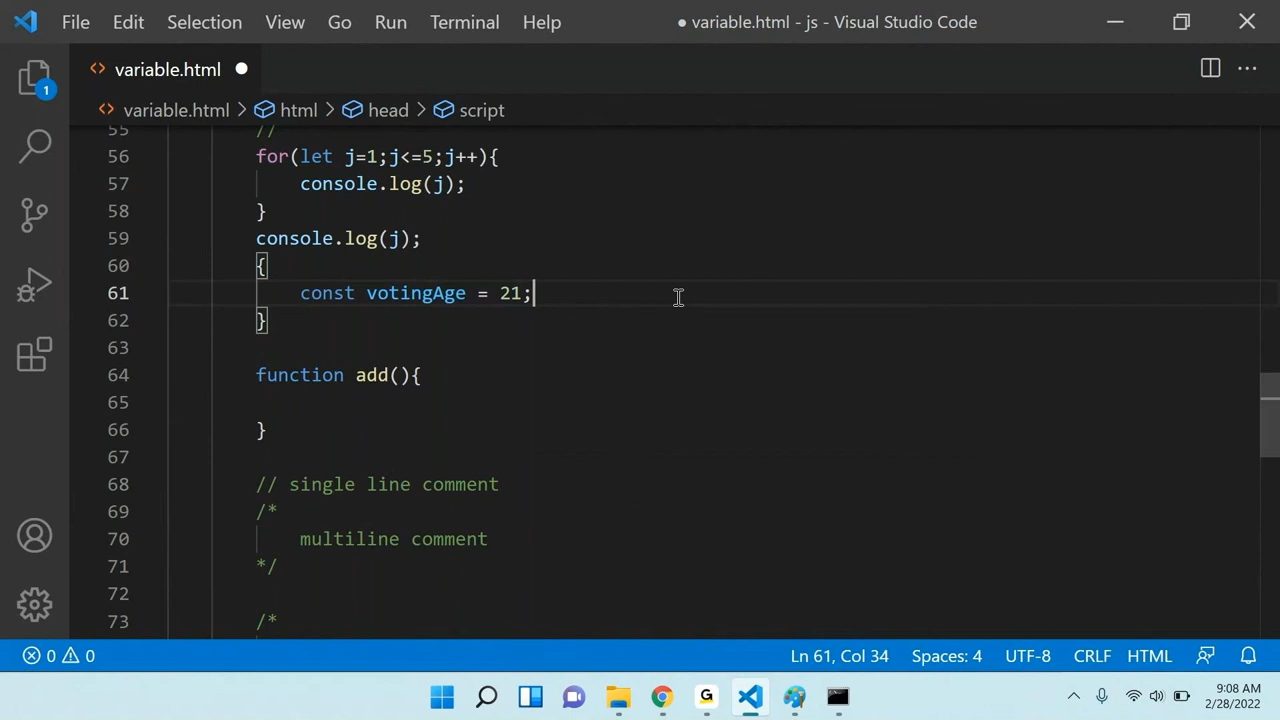 File Edit Selection View Go Run Terminal Help ● variable.html - js - Visual Studio Code
variable.html
variable.html > html > head > script
1
55 //
56 for(let j=1;j<=5;j++){
57 console.log(j);
58 }
59 console.log(j);
60 {
61 const votingAge = 21;
62 }
63
64 function add(){
65
66 }
67
68 // single line comment
69 /*
70 multiline comment
71 */
72
73 /*
0 0 Ln 61, Col 34 Spaces: 4 UTF-8 CRLF HTML
G
9:08 AM
2/28/2022